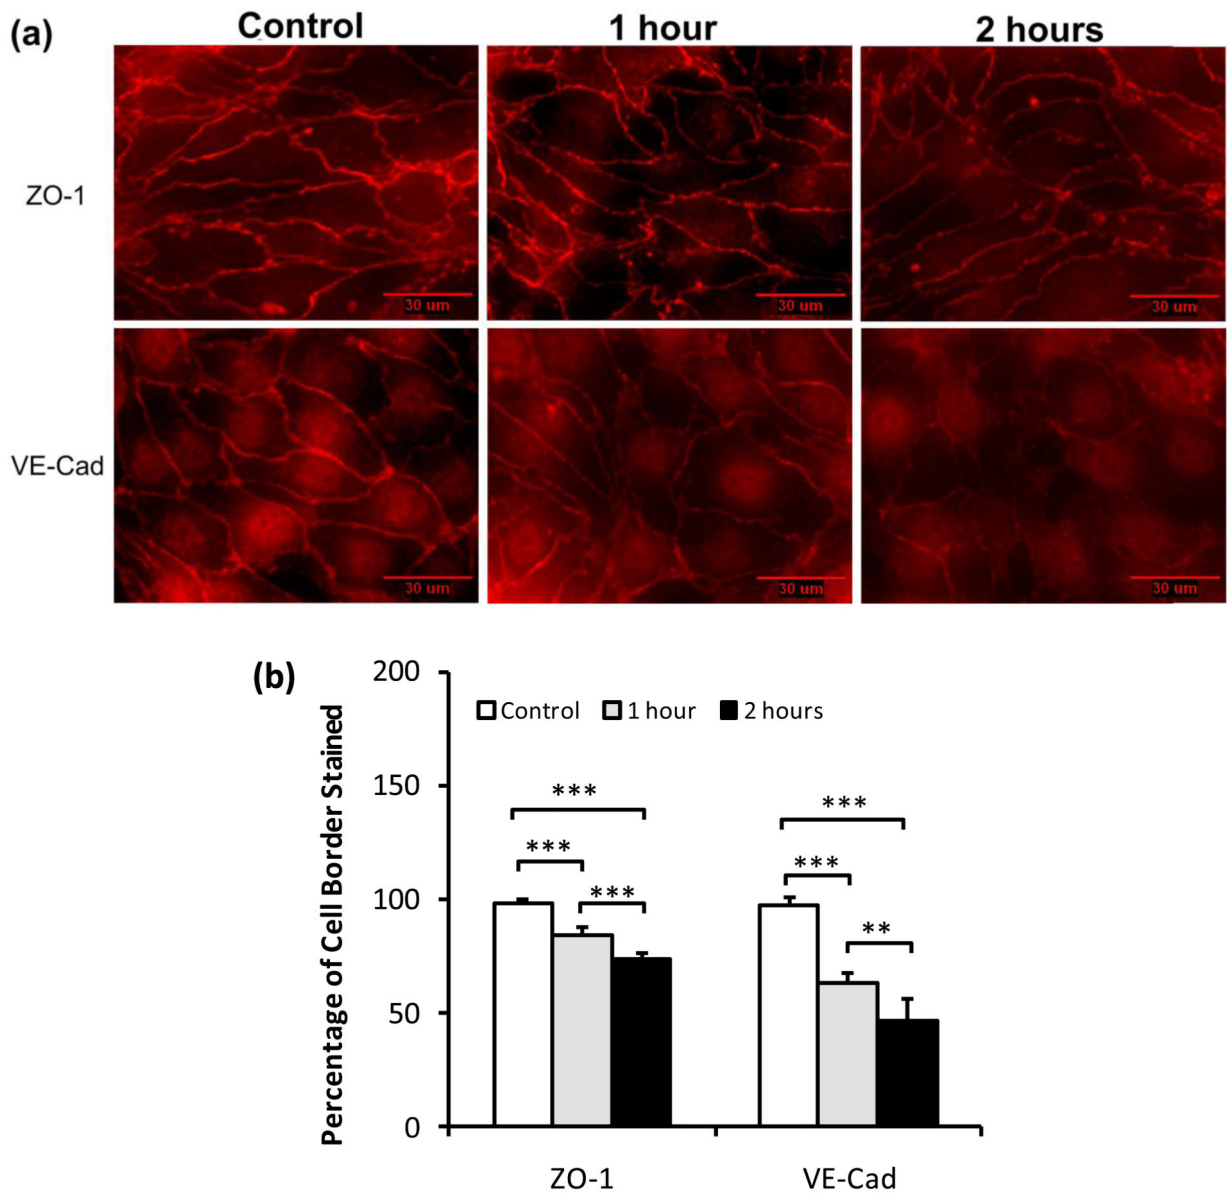 (a)
Control
1 hour
2 hours
ZO-1
30 um
30 um
30 um
VE-Cad
30 um
30 um
30 um
(b)
Percentage of Cell Border Stained
200
150
100
50
0
Control
1 hour
2 hours
***
***
***
***
***
**
ZO-1
VE-Cad